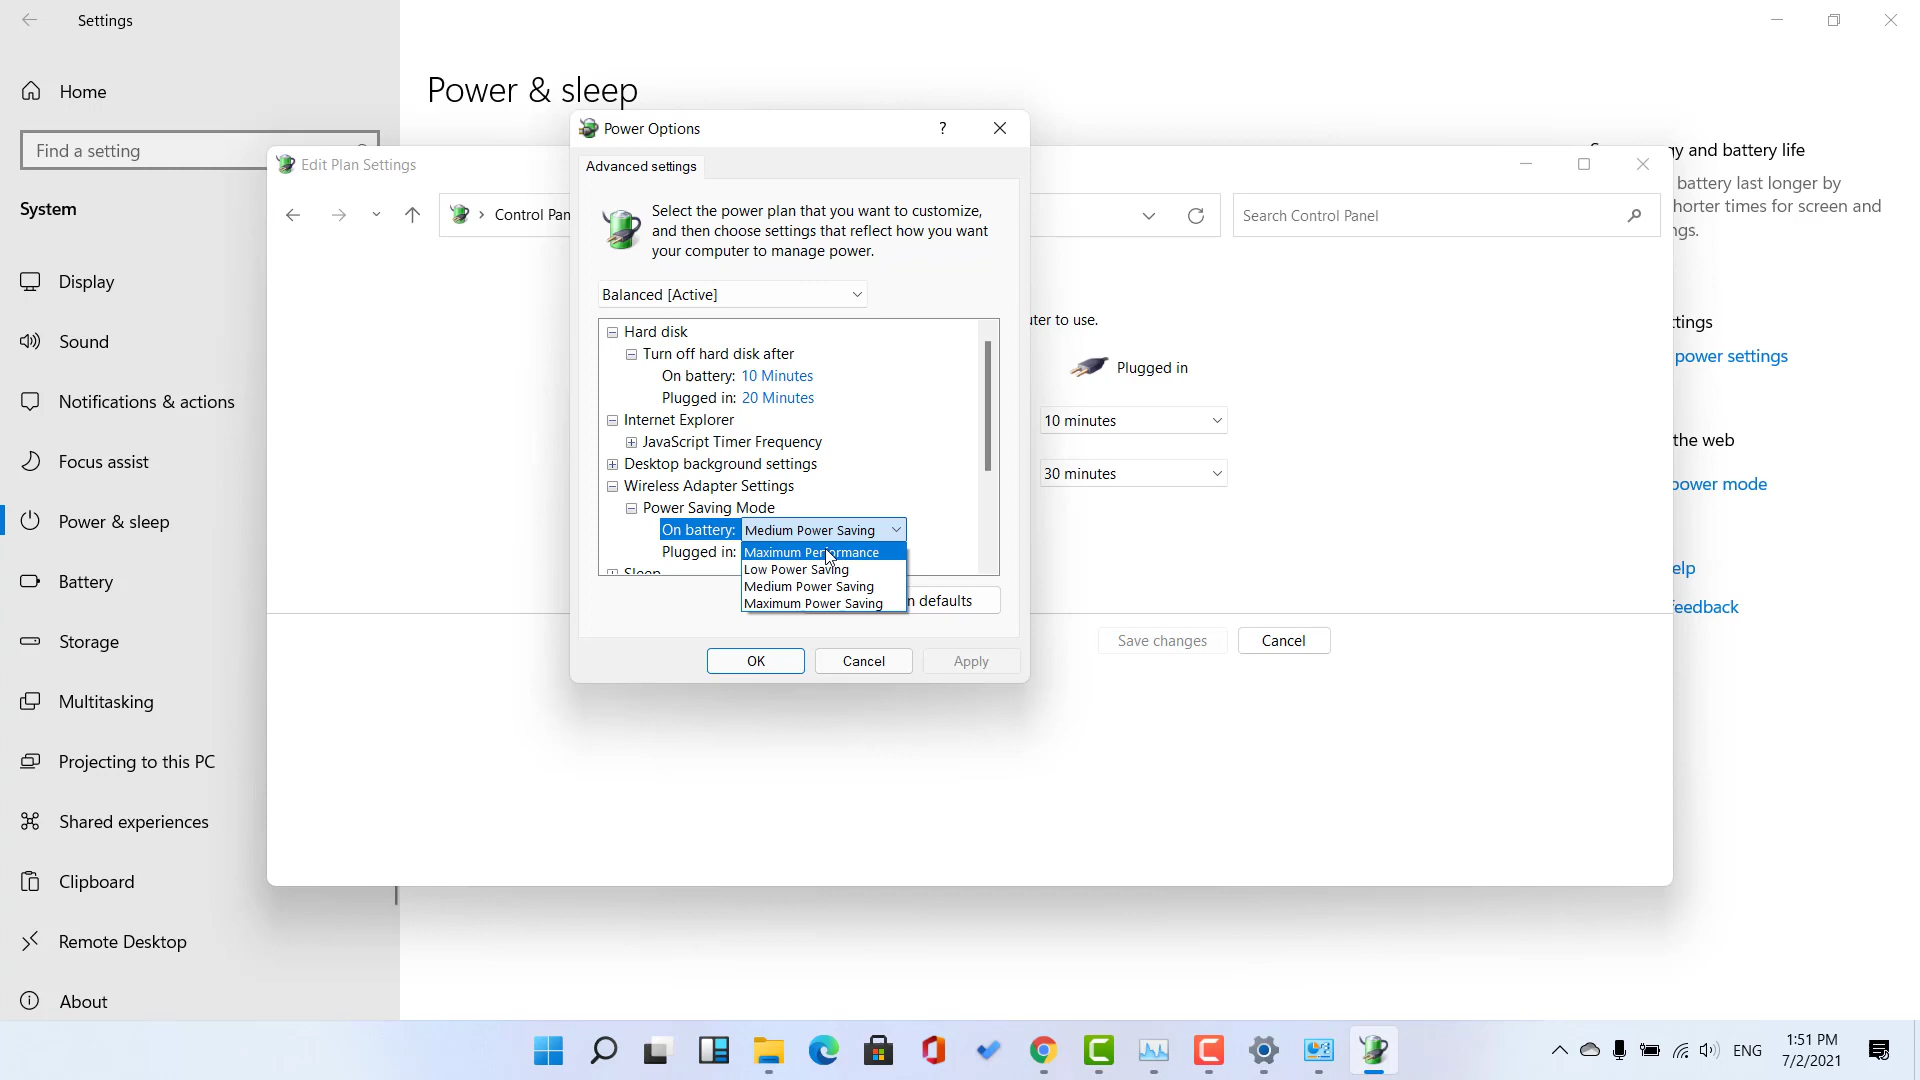 Settings
Home
Find a setting
System
Display
Sound
Notifications & actions
Focus assist
Power & sleep
Battery
Storage
Multitasking
Projecting to this PC
Shared experiences
Clipboard
Remote Desktop
About
Power & sleep
gy and battery life
battery last longer by
horter times for screen and
ngs.
ttings
power settings
the web
power mode
elp
feedback
Edit Plan Settings
Control Pan
Search Control Panel
uter to use.
Plugged in
10 minutes
30 minutes
Save changes
Cancel
Power Options
Advanced settings
Select the power plan that you want to customize,
and then choose settings that reflect how you want
your computer to manage power.
Balanced [Active]
Hard disk
Turn off hard disk after
On battery: 10 Minutes
Plugged in: 20 Minutes
Internet Explorer
JavaScript Timer Frequency
Desktop background settings
Wireless Adapter Settings
Power Saving Mode
On battery: Medium Power Saving
Plugged in:
Maximum Performance
Low Power Saving
Medium Power Saving
Maximum Power Saving
Sleep
n defaults
OK
Cancel
Apply
ENG
1:51 PM
7/2/2021